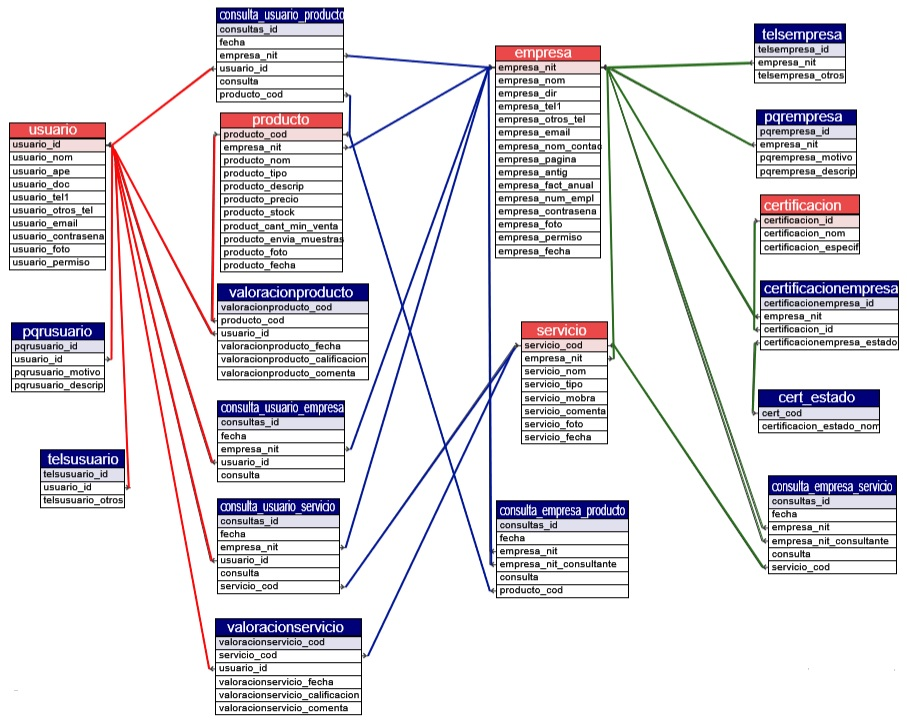 consulta_usuario_producto
consultas_id
fecha
empresa_nit
usuario_id
consulta
producto_cod
usuario
usuario_id
usuario_nom
usuario_ape
usuario_doc
usuario_tel1
usuario_otros_tel
usuario_email
usuario_contrasena
usuario_foto
usuario_permiso
producto
producto_cod
empresa_nit
producto_nom
producto_tipo
producto_descrip
producto_precio
producto_stock
product_cant_min_venta
producto_envia_muestras
producto_foto
producto_fecha
empresa
empresa_nit
empresa_nom
empresa_dir
empresa_tel1
empresa_otros_tel
empresa_email
empresa_nom_contac
empresa_pagina
empresa_antig
empresa_fact_anual
empresa_num_empl
empresa_contrasena
empresa_foto
empresa_permiso
empresa_fecha
telsempresa
telsempresa_id
empresa_nit
telsempresa_otros
pqrempresa
pqrempresa_id
empresa_nit
pqrempresa_motivo
pqrempresa_descrip
certificacion
certificacion_id
certificacion_nom
certificacion_especif
certificacionempresa
certificacionempresa_id
empresa_nit
certificacion_id
certificacionempresa_estado
cert_estado
cert_cod
certificacion_estado_nom
valoracionproducto
valoracionproducto_cod
producto_cod
usuario_id
valoracionproducto_fecha
valoracionproducto_calificacion
valoracionproducto_comenta
pqrusuario
pqrusuario_id
usuario_id
pqrusuario_motivo
pqrusuario_descrip
servicio
servicio_cod
empresa_nit
servicio_nom
servicio_tipo
servicio_mobra
servicio_comenta
servicio_foto
servicio_fecha
consulta_usuario_empresa
consultas_id
fecha
empresa_nit
usuario_id
consulta
telsusuario
telsusuario_id
usuario_id
telsusuario_otros
consulta_usuario_servicio
consultas_id
fecha
empresa_nit
usuario_id
consulta
servicio_cod
consulta_empresa_producto
consultas_id
fecha
empresa_nit
empresa_nit_consultante
consulta
producto_cod
consulta_empresa_servicio
consultas_id
fecha
empresa_nit
empresa_nit_consultante
consulta
servicio_cod
valoracionservicio
valoracionservicio_cod
servicio_cod
usuario_id
valoracionservicio_fecha
valoracionservicio_calificacion
valoracionservicio_comenta